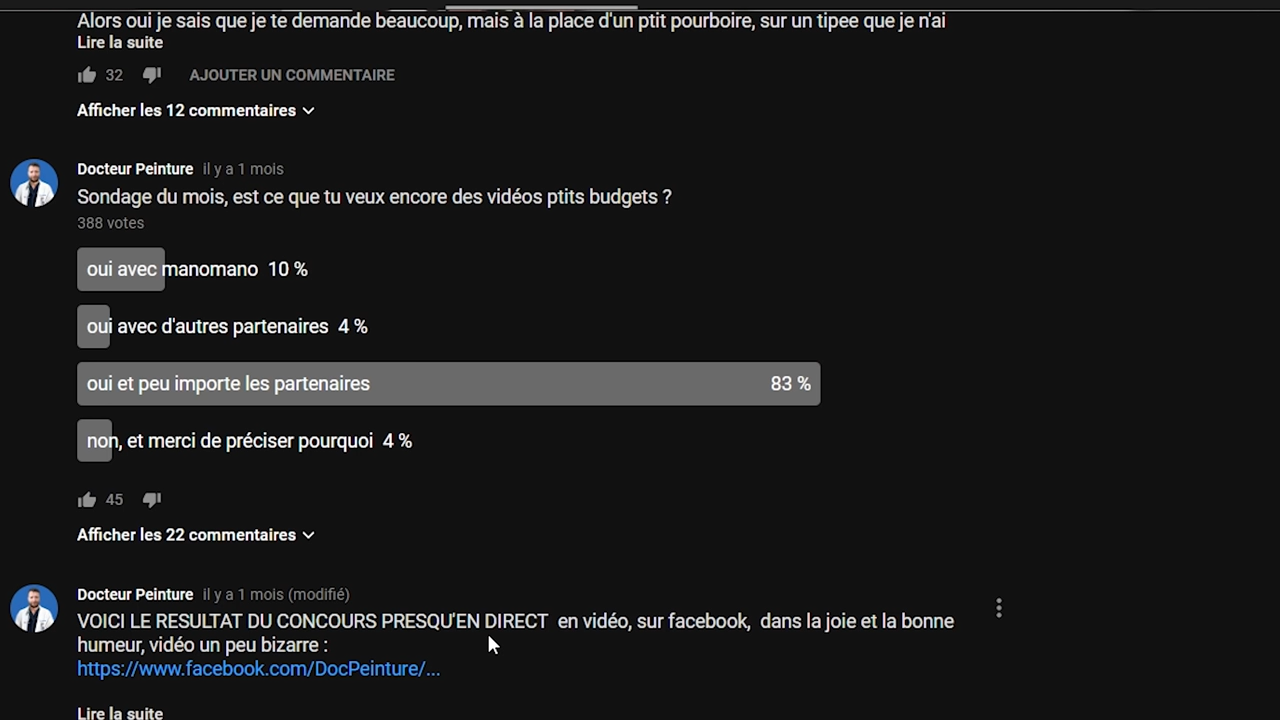 Alors oui je sais que je te demande beaucoup, mais à la place d'un ptit pourboire, sur un tipee que je n'ai
Lire la suite
32 AJOUTER UN COMMENTAIRE
Afficher les 12 commentaires
Docteur Peinture il y a 1 mois
Sondage du mois, est ce que tu veux encore des vidéos ptits budgets ?
388 votes
oui avec manomano 10 %
oui avec d'autres partenaires 4 %
oui et peu importe les partenaires 83 %
non, et merci de préciser pourquoi 4 %
45
Afficher les 22 commentaires
Docteur Peinture il y a 1 mois (modifié)
VOICI LE RESULTAT DU CONCOURS PRESQU'EN DIRECT en vidéo, sur facebook, dans la joie et la bonne
humeur, vidéo un peu bizarre :
https://www.facebook.com/DocPeinture/...
Lire la suite